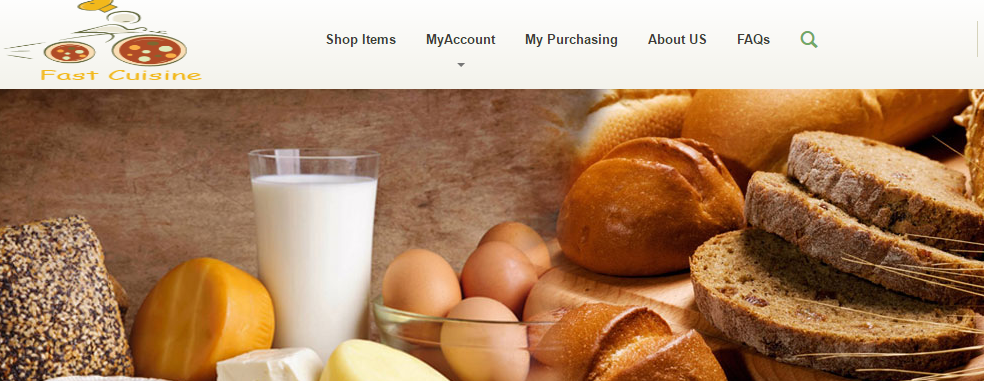 Shop Items
MyAccount
My Purchasing
About US
FAQs
Fast Cuisine